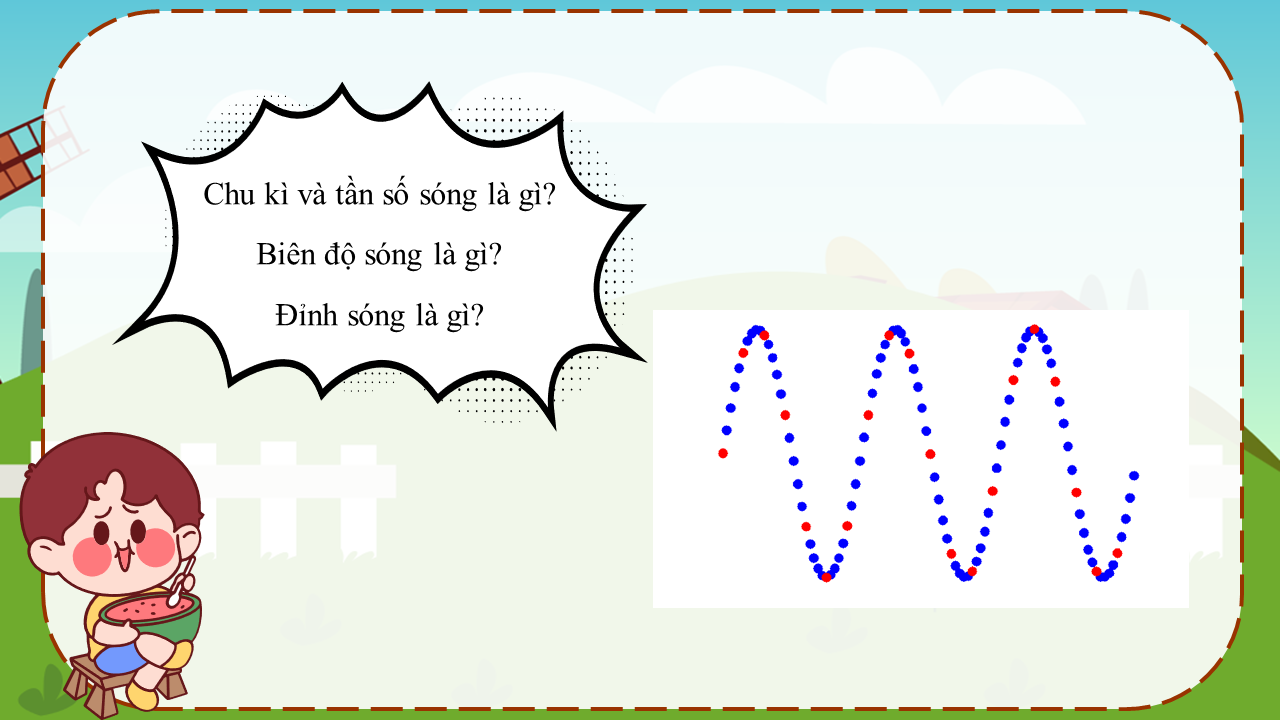 Chu kì và tần số sóng là gì?
Biên độ sóng là gì?
Đỉnh sóng là gì?